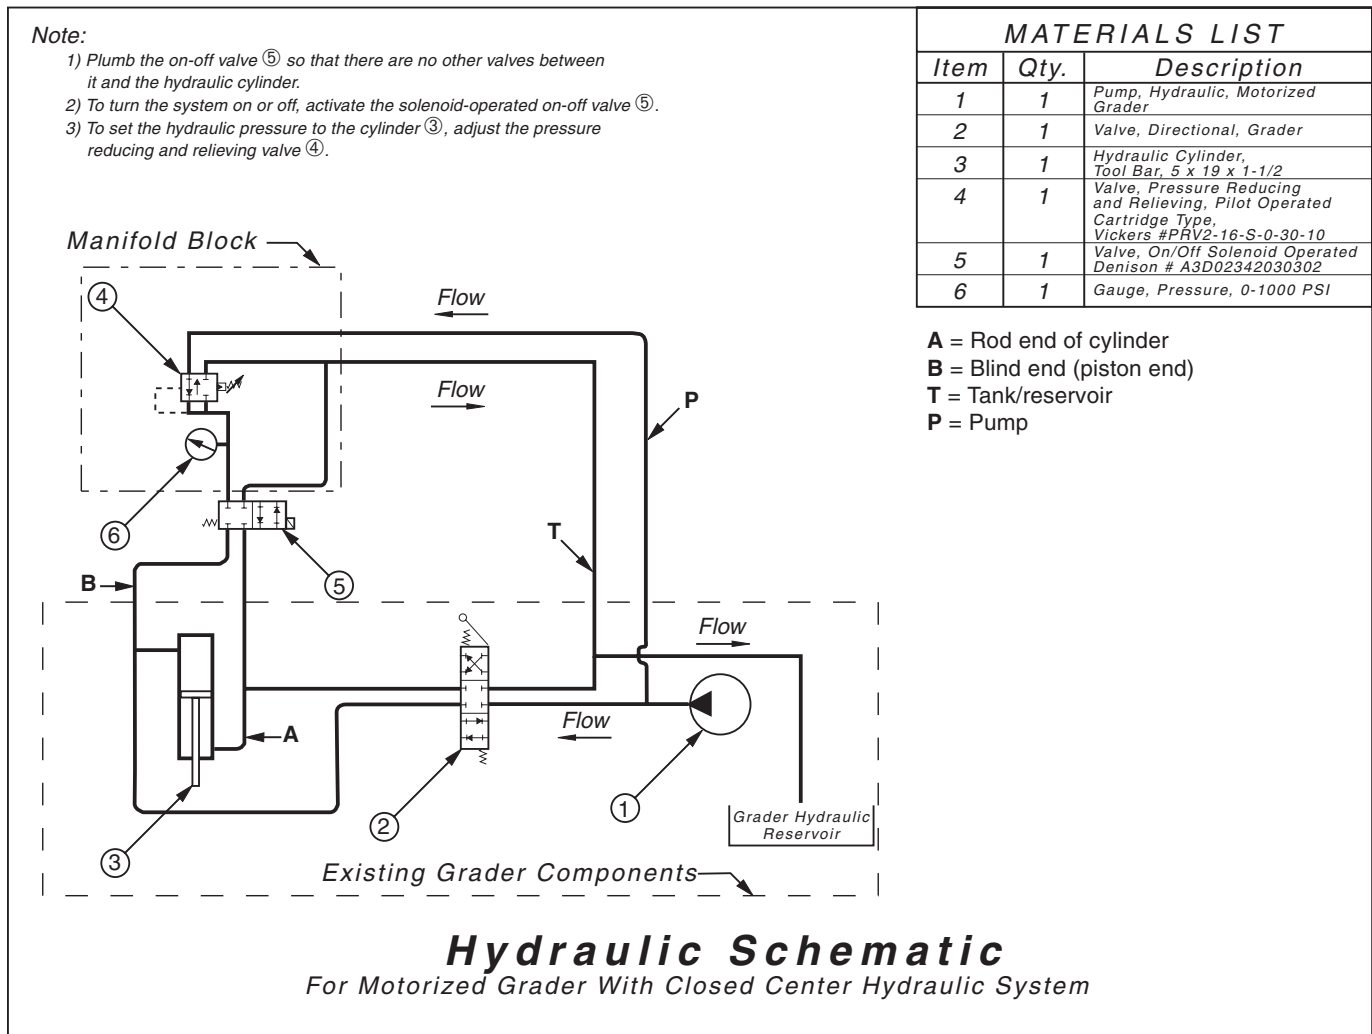 Note:
1) Plumb the on-off valve ⑤ so that there are no other valves between
it and the hydraulic cylinder.
2) To turn the system on or off, activate the solenoid-operated on-off valve ⑤.
3) To set the hydraulic pressure to the cylinder ③, adjust the pressure
reducing and relieving valve ④.
MATERIALS LIST
Item Qty. Description
1 1 Pump, Hydraulic, Motorized
Grader
2 1 Valve, Directional, Grader
3 1 Hydraulic Cylinder,
Tool Bar, 5 x 19 x 1-1/2
4 1 Valve, Pressure Reducing
and Relieving, Pilot Operated
Cartridge Type,
Vickers #PRV2-16-S-0-30-10
5 1 Valve, On/Off Solenoid Operated
Denison # A3D02342030302
6 1 Gauge, Pressure, 0-1000 PSI
A = Rod end of cylinder
B = Blind end (piston end)
T = Tank/reservoir
P = Pump
Manifold Block
4
Flow
Flow
P
6
T
5
B
Flow
A
Flow
1
2
3
Grader Hydraulic
Reservoir
Existing Grader Components
Hydraulic Schematic
For Motorized Grader With Closed Center Hydraulic System